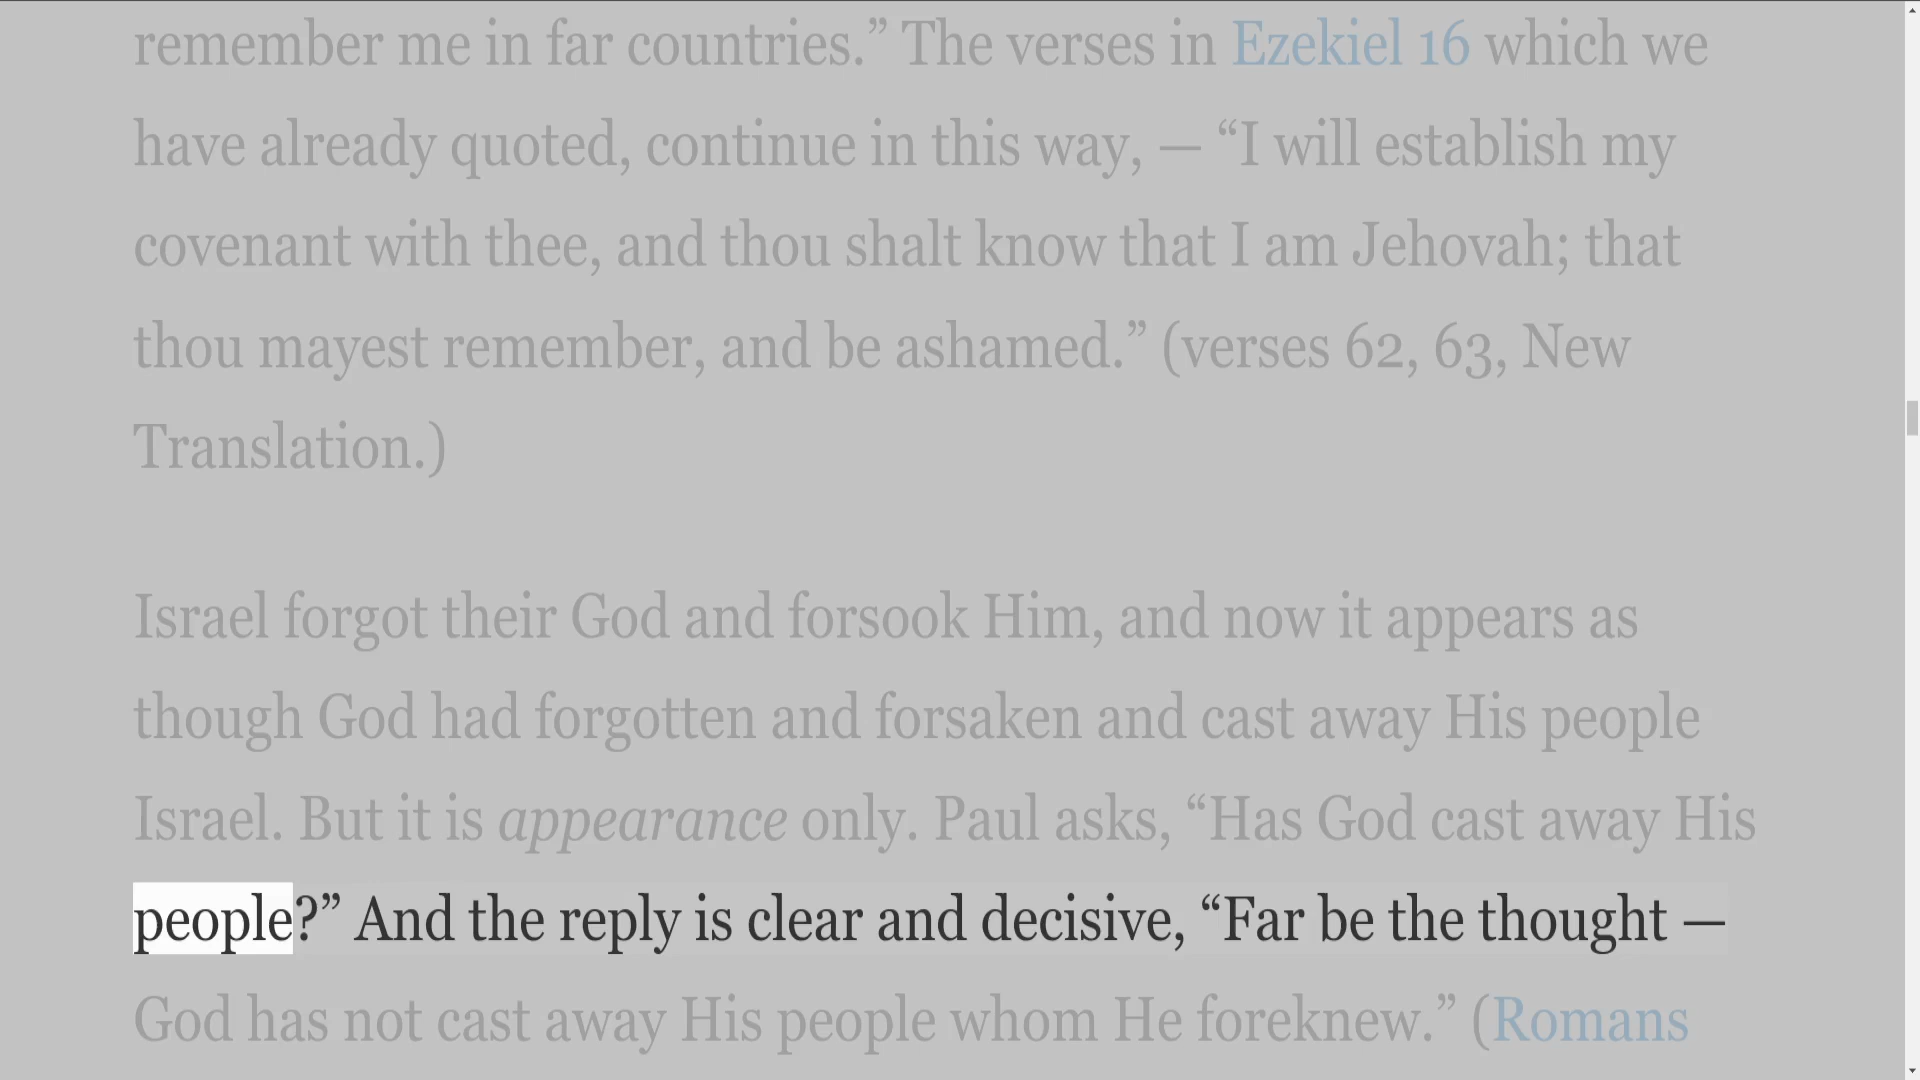 remember me in far countries.” The verses in Ezekiel 16 which we
have already quoted, continue in this way, — “I will establish my
covenant with thee, and thou shalt know that I am Jehovah; that
thou mayest remember, and be ashamed.” (verses 62, 63, New
Translation.)
Israel forgot their God and forsook Him, and now it appears as
though God had forgotten and forsaken and cast away His people
Israel. But it is appearance only. Paul asks, “Has God cast away His
people?” And the reply is clear and decisive, “Far be the thought —
God has not cast away His people whom He foreknew.” (Romans